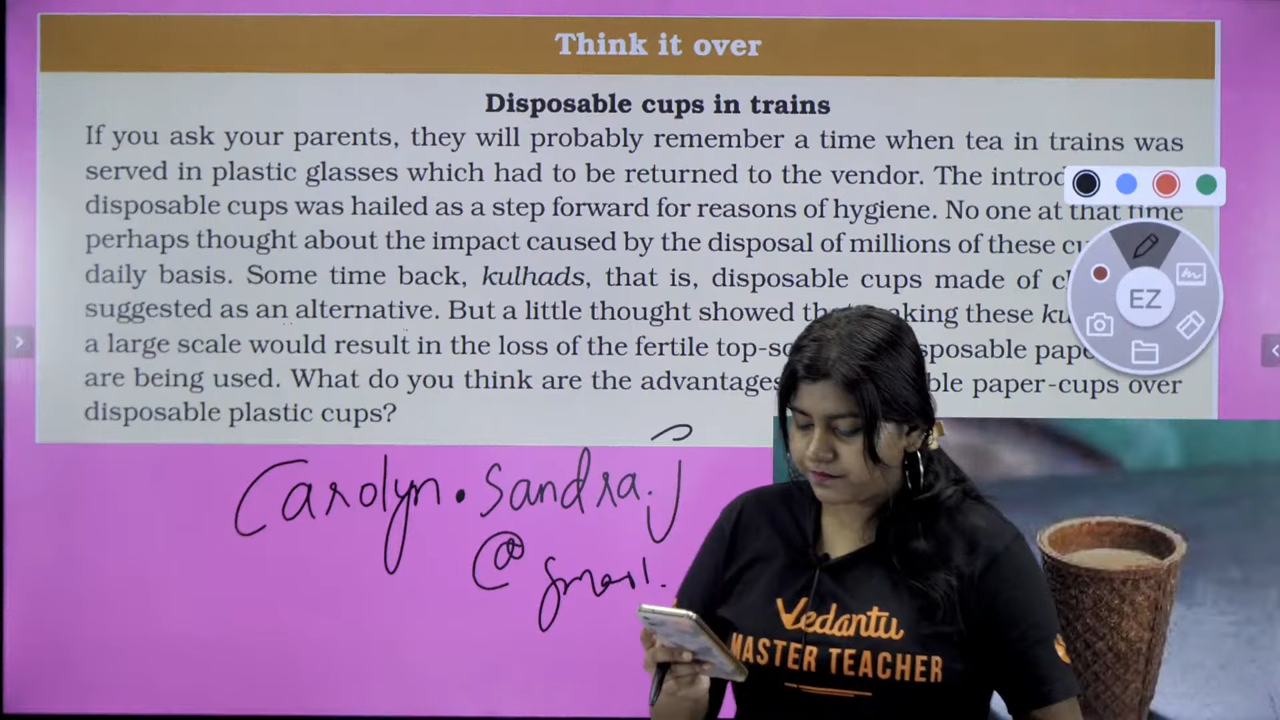 Think it over
Disposable cups in trains
If you ask your parents, they will probably remember a time when tea in trains was
served in plastic glasses which had to be returned to the vendor. The
disposable cups was hailed as a step forward for reasons of hygiene. No one at that time
perhaps thought about the impact caused by the disposal of millions of these
daily basis. Some time back, kulhads, that is, disposable cups made of
suggested as an alternative. But a little thought showed making these
a large scale would result in the loss of the fertile
are being used. What do you think are the advantages paper-cups over
disposable plastic cups?
EZ
Carolyn.Sandra.j
@gmail.
Vedantu
MASTER TEACHER